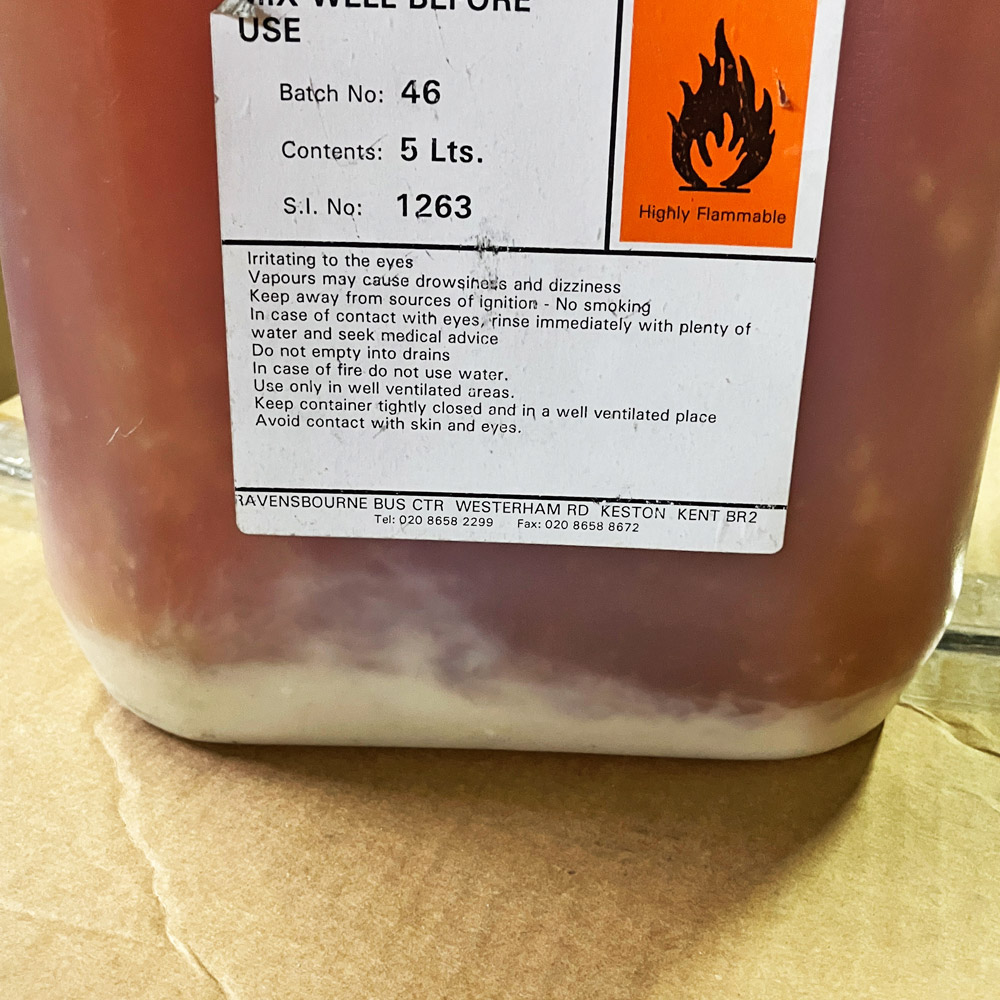 MIX WELL BEFORE
USE
Batch No: 46
Contents: 5 Lts.
S.I. No: 1263
Highly Flammable
Irritating to the eyes
Vapours may cause drowsiness and dizziness
Keep away from sources of ignition - No smoking
In case of contact with eyes, rinse immediately with plenty of
water and seek medical advice
Do not empty into drains
In case of fire do not use water.
Use only in well ventilated areas.
Keep container tightly closed and in a well ventilated place
Avoid contact with skin and eyes.
RAVENSBOURNE BUS CTR WESTERHAM RD KESTON KENT BR2
Tel: 020 8658 2299 Fax: 020 8658 8672